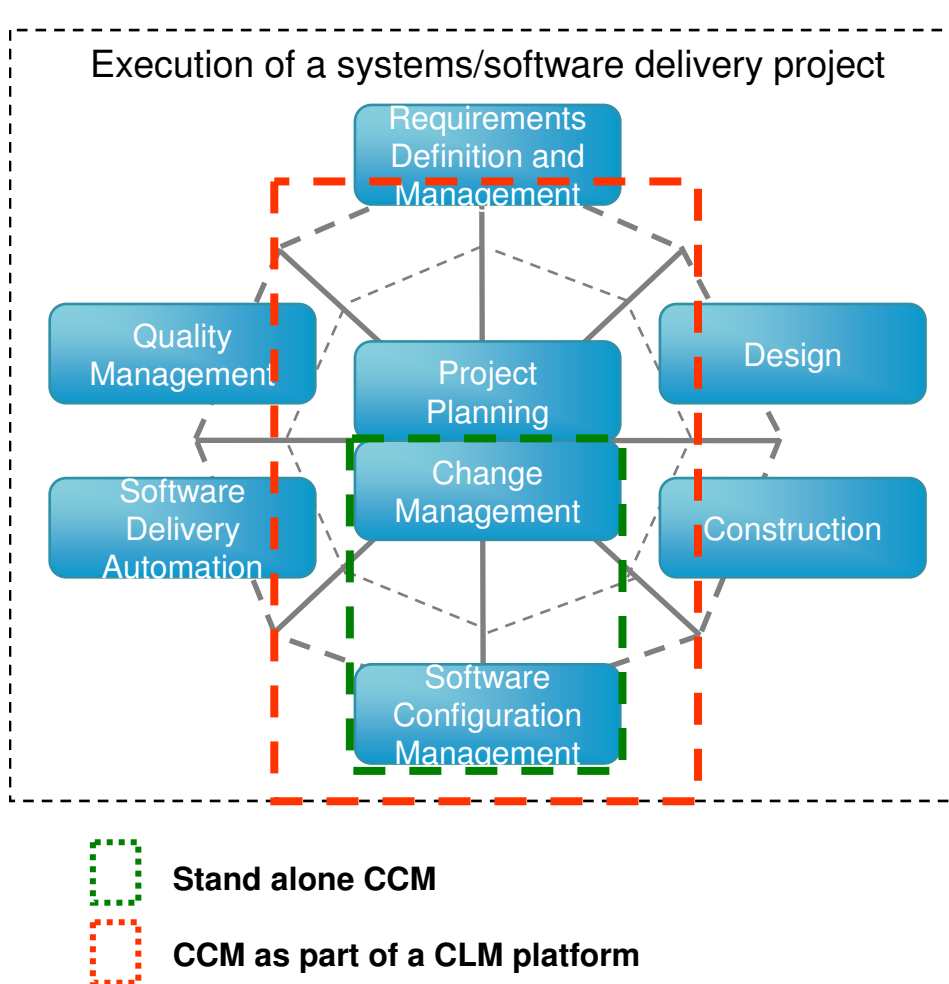 Execution of a systems/software delivery project
Requirements
Definition and
Management
Quality
Management
Project
Planning
Design
Change
Management
Software
Delivery
Automation
Construction
Software
Configuration
Management
Stand alone CCM
CCM as part of a CLM platform